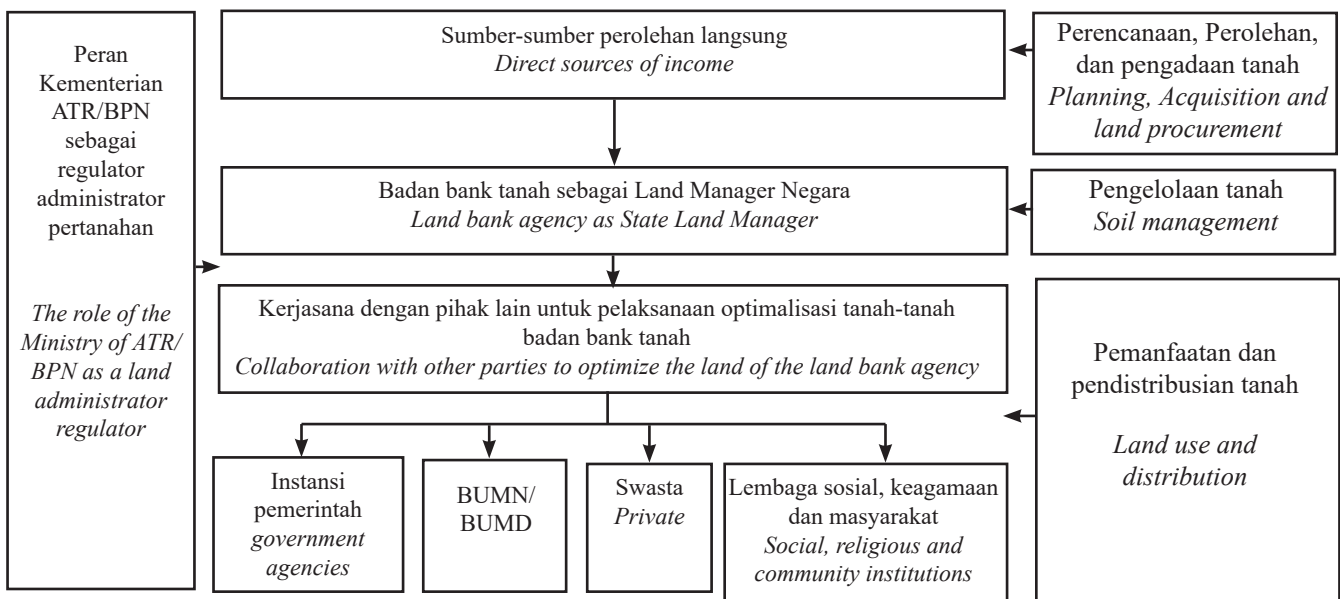 Peran
Kementerian
ATR/BPN
sebagai
regulator
administrator
pertanahan
The role of the
Ministry of ATR/
BPN as a land
administrator
regulator
Sumber-sumber perolehan langsung
Direct sources of income
Perencanaan, Perolehan,
dan pengadaan tanah
Planning, Acquisition and
land procurement
Badan bank tanah sebagai Land Manager Negara
Land bank agency as State Land Manager
Pengelolaan tanah
Soil management
Kerjasana dengan pihak lain untuk pelaksanaan optimalisasi tanah-tanah
badan bank tanah
Collaboration with other parties to optimize the land of the land bank agency
Pemanfaatan dan
pendistribusian tanah
Land use and
distribution
Instansi
pemerintah
government
agencies
BUMN/
BUMD
Swasta
Private
Lembaga sosial, keagamaan
dan masyarakat
Social, religious and
community institutions